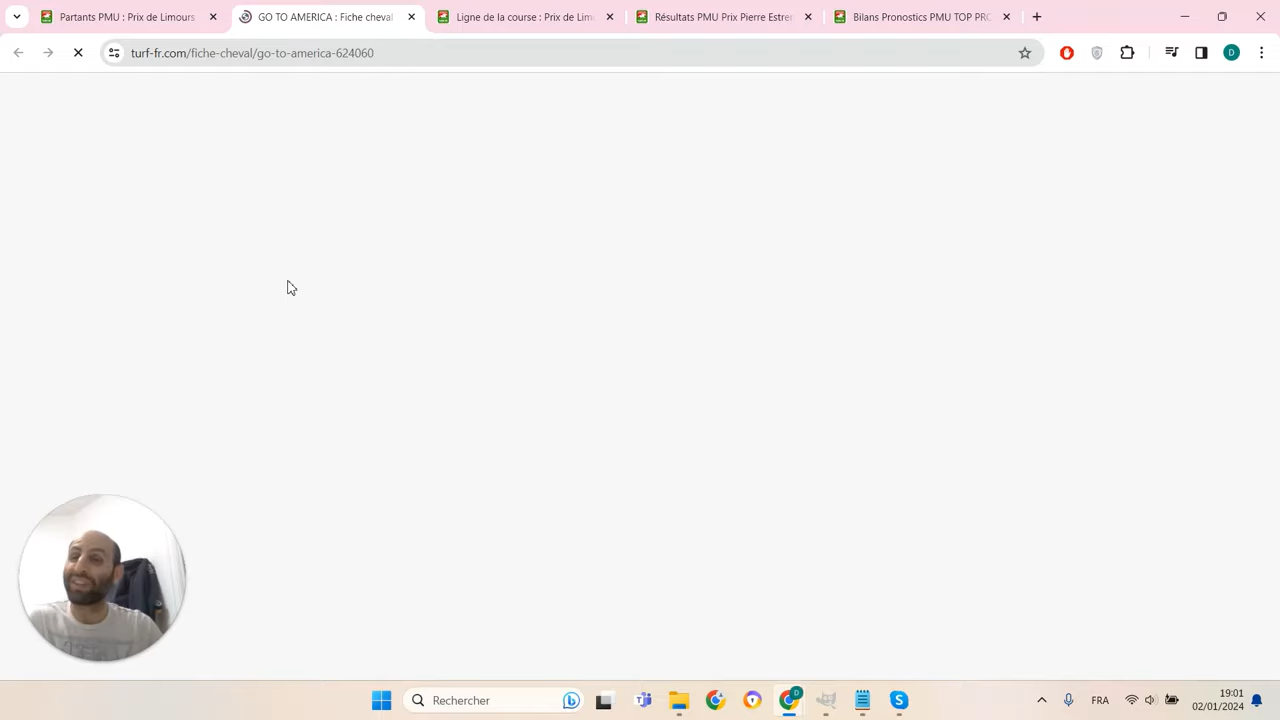 Partants PMU : Prix de Limours
GO TO AMERICA : Fiche cheval
Ligne de la course : Prix de Lim
Résultats PMU Prix Pierre Estrem
Bilans Pronostics PMU TOP PRO
turf-fr.com/fiche-cheval/go-to-america-624060
D
Rechercher
D
FRA
19:01
02/01/2024